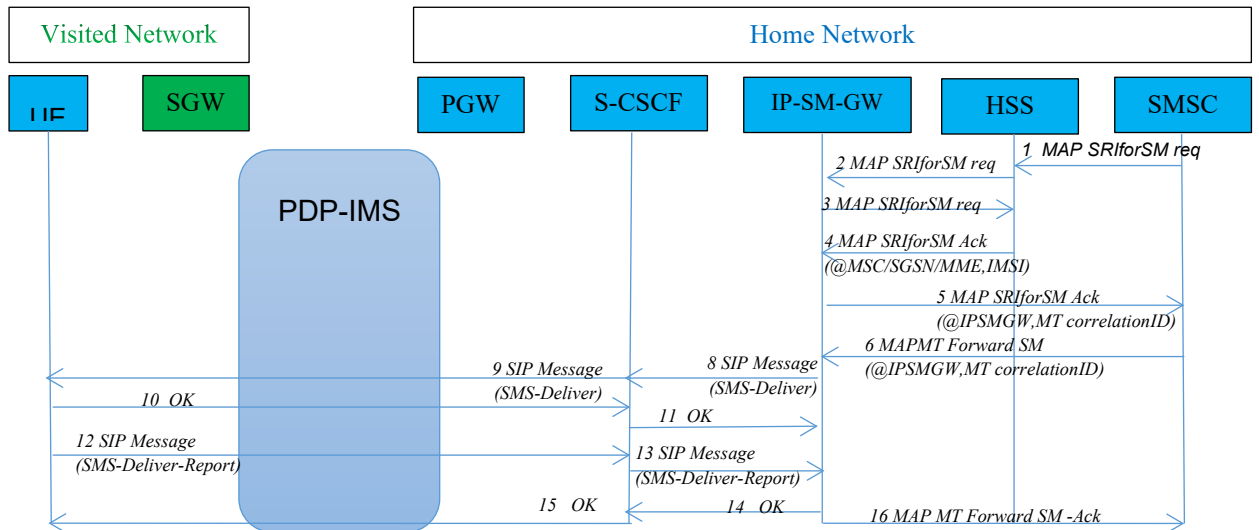 Visited Network
Home Network
UE
SGW
PGW
S-CSCF
IP-SM-GW
HSS
SMSC
1 MAP SRIforSM req
2 MAP SRIforSM req
PDP-IMS
3 MAP SRIforSM req
4 MAP SRIforSM Ack
(@MSC/SGSN/MME,IMSI)
5 MAP SRIforSM Ack
(@IPSMGW,MT correlationID)
6 MAPMT Forward SM
(@IPSMGW,MT correlationID)
8 SIP Message
(SMS-Deliver)
9 SIP Message
(SMS-Deliver)
10 OK
11 OK
12 SIP Message
(SMS-Deliver-Report)
13 SIP Message
(SMS-Deliver-Report)
14 OK
15 OK
16 MAP MT Forward SM -Ack